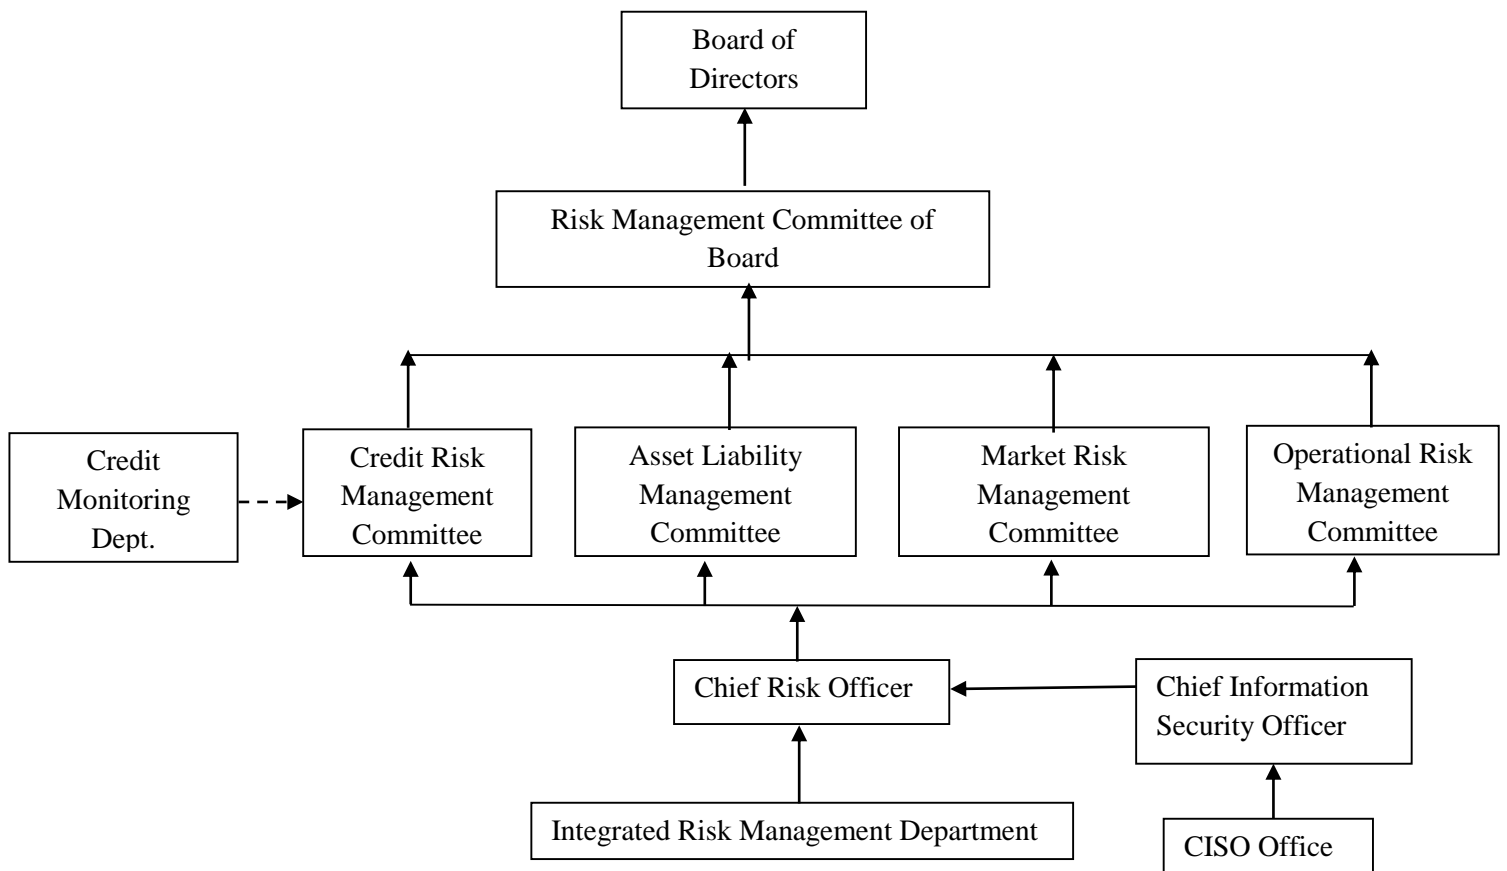 Board of
Directors
Risk Management Committee of
Board
Credit
Monitoring
Dept.
Credit Risk
Management
Committee
Asset Liability
Management
Committee
Market Risk
Management
Committee
Operational Risk
Management
Committee
Chief Risk Officer
Chief Information
Security Officer
Integrated Risk Management Department
CISO Office